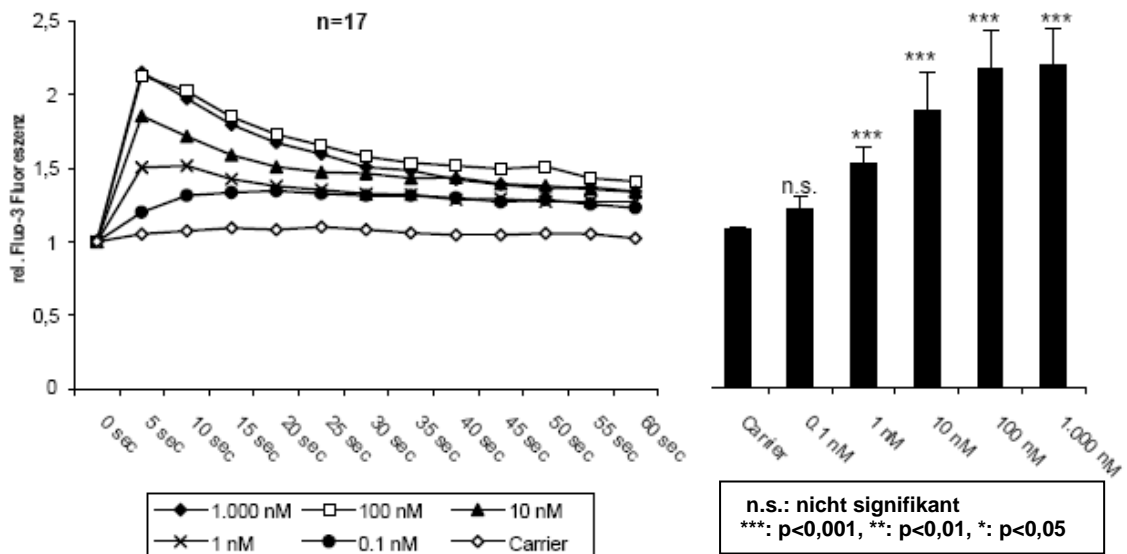 n=17
2,5
2
1,5
1
0,5
0
rel. Fluo-3 Fluoreszenz
0 sec
5 sec
10 sec
15 sec
20 sec
25 sec
30 sec
35 sec
40 sec
45 sec
50 sec
55 sec
60 sec
1.000 nM
100 nM
10 nM
1 nM
0.1 nM
Carrier
n.s.
***
***
***
***
Carrier
0.1 nM
1 nM
10 nM
100 nM
1.000 nM
n.s.: nicht signifikant
***: p<0,001, **: p<0,01, *: p<0,05